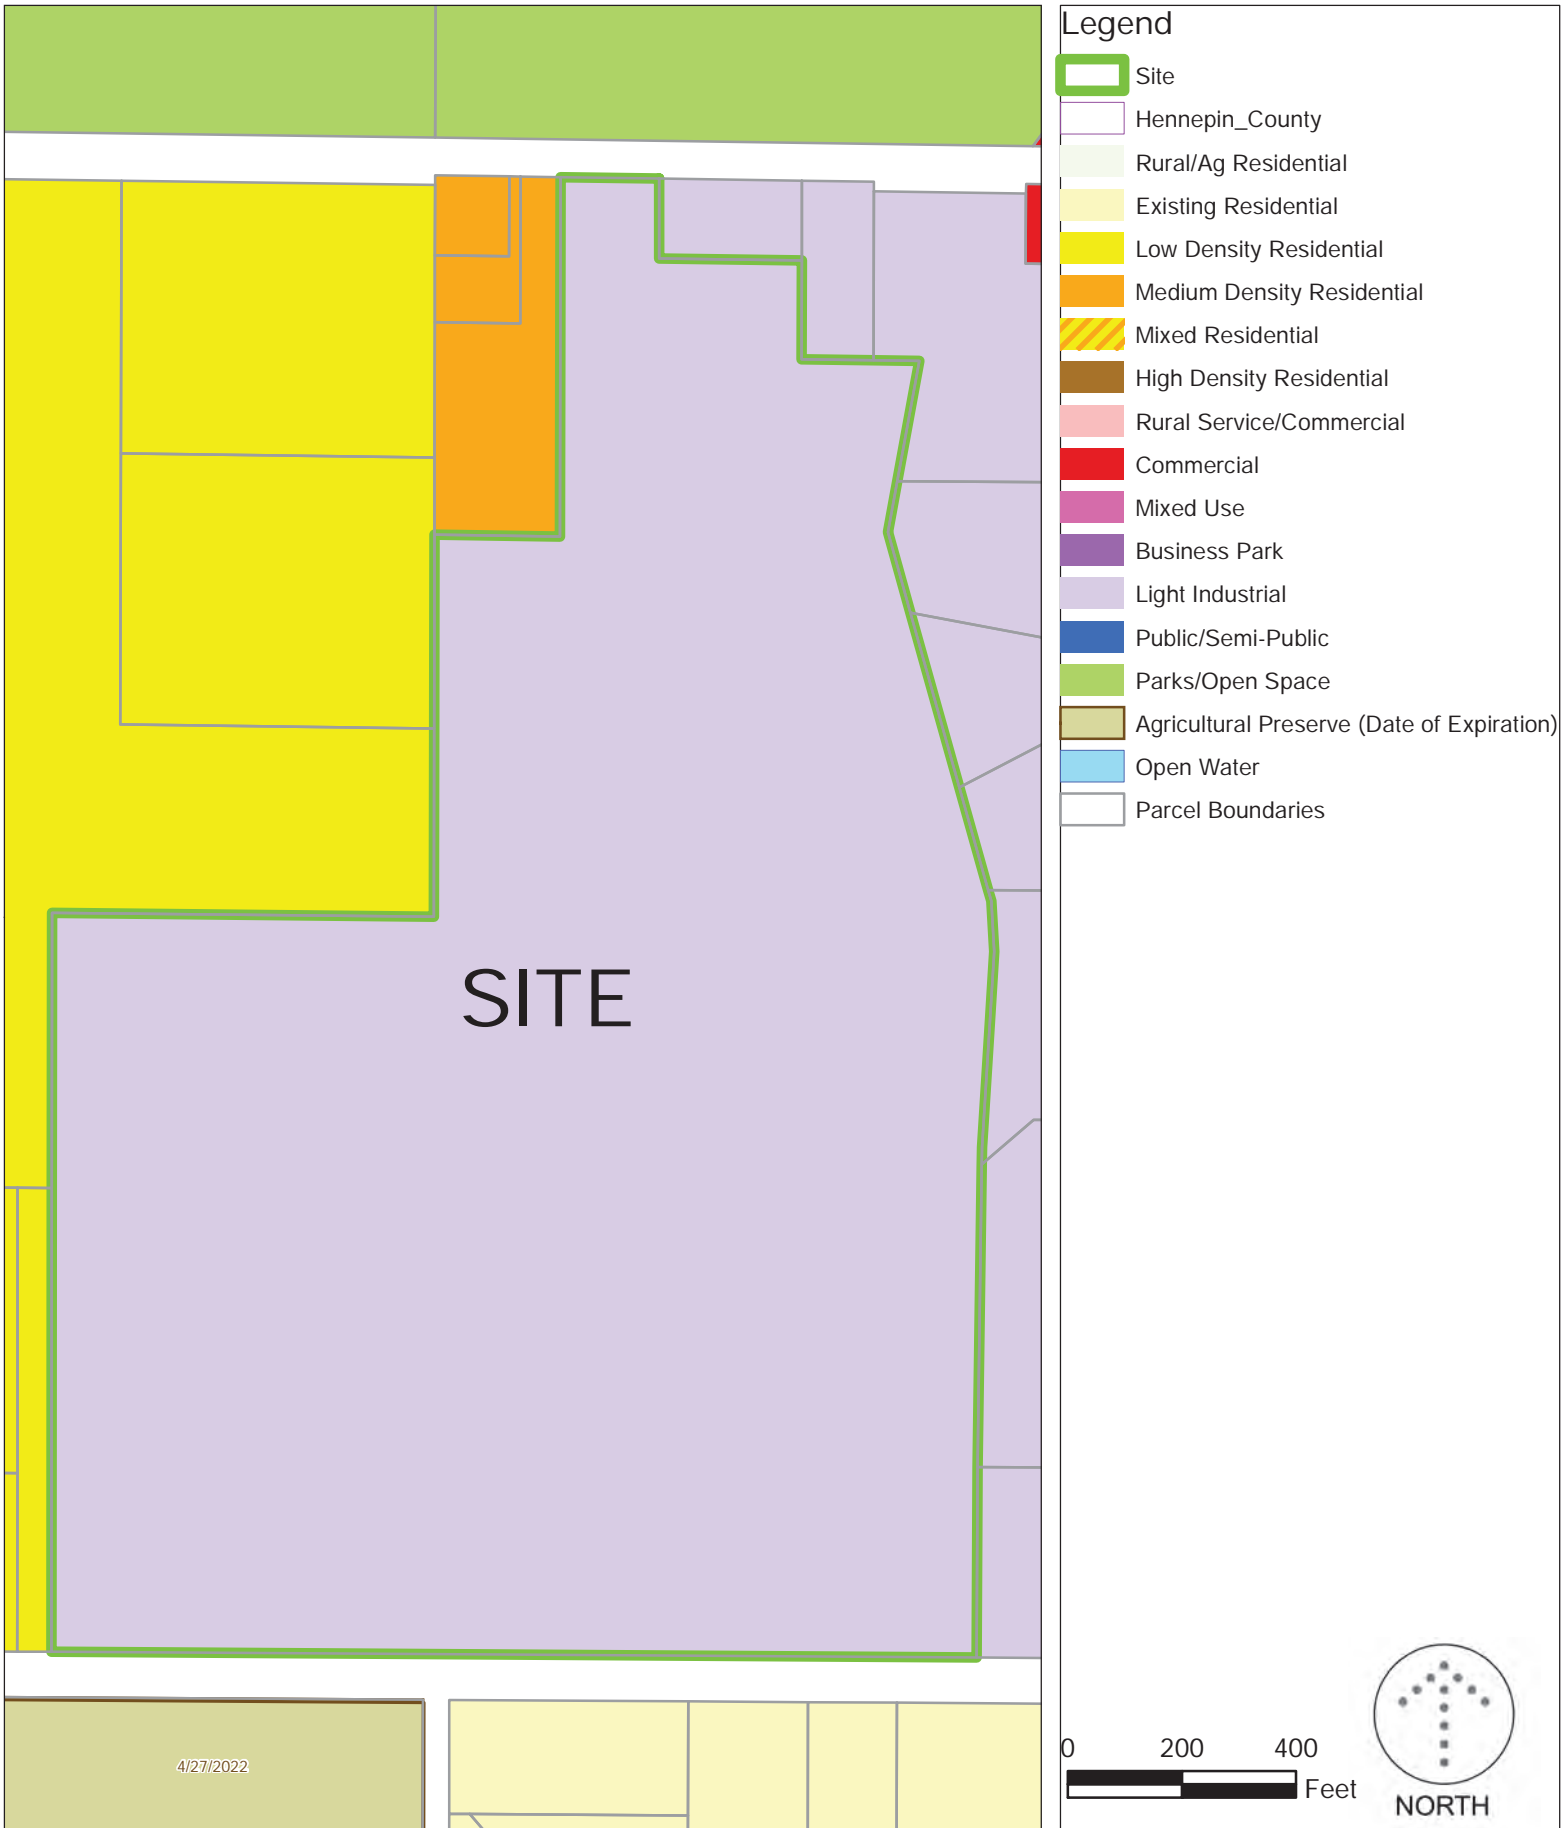 Legend
Site
Hennepin_County
Rural/Ag Residential
Existing Residential
Low Density Residential
Medium Density Residential
Mixed Residential
High Density Residential
Rural Service/Commercial
Commercial
Mixed Use
Business Park
Light Industrial
Public/Semi-Public
Parks/Open Space
Agricultural Preserve (Date of Expiration)
Open Water
Parcel Boundaries
SITE
4/27/2022
0 200 400
Feet
NORTH